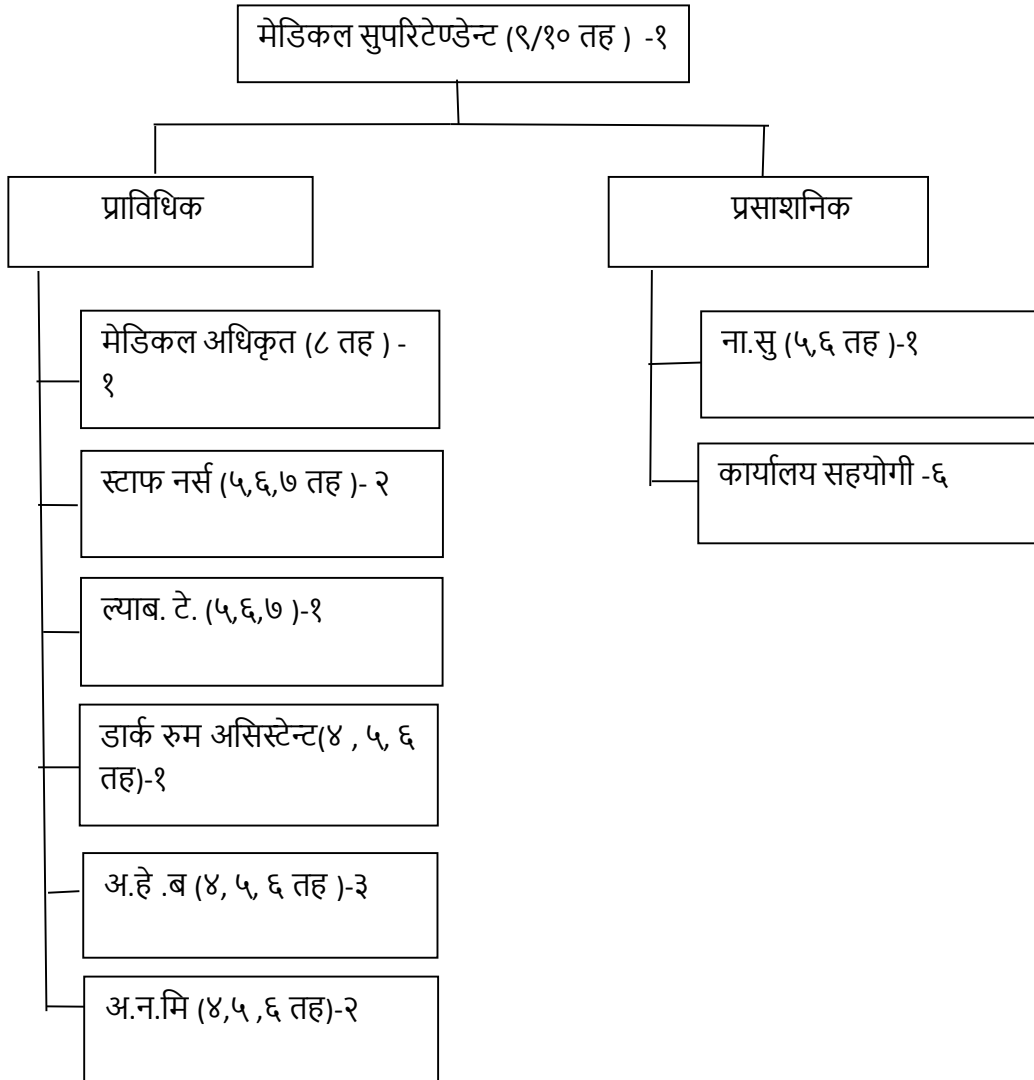 मेडिकल सुपरिटेण्डेन्ट (९/१० तह ) -१
प्राविधिक
प्रसाशनिक
मेडिकल अधिकृत (८ तह ) -
१
ना.सु (५,६ तह )-१
स्टाफ नर्स (५,६,७ तह )- २
कार्यालय सहयोगी -६
ल्याब. टे. (५,६,७ )-१
डार्क रुम असिस्टेन्ट(४ , ५, ६
तह)-१
अ.हे .ब (४, ५, ६ तह )-३
अ.न.मि (४,५ ,६ तह)-२